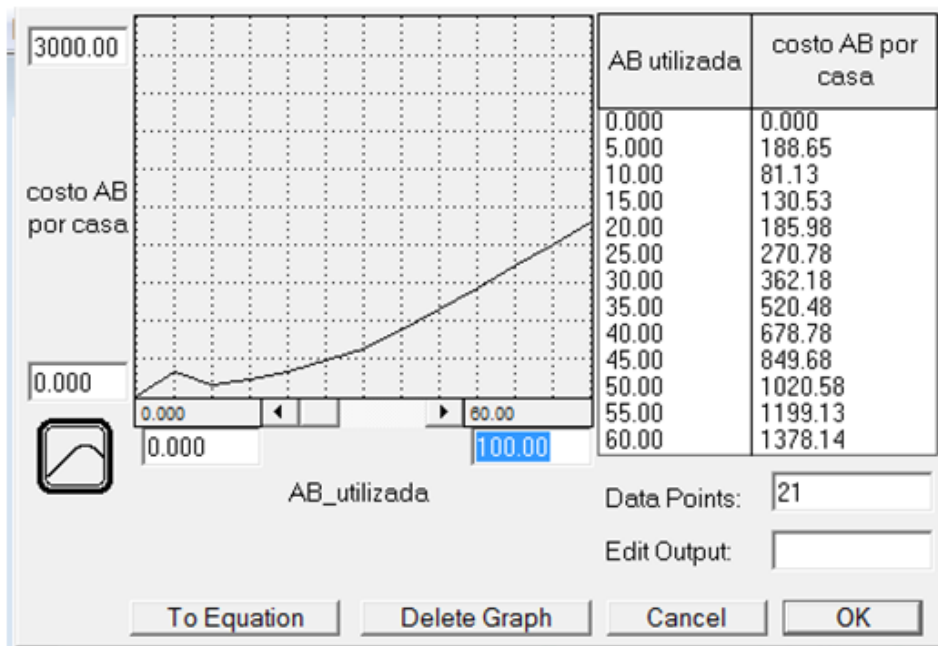 3000.00
costo AB
por casa
0.000
0.000
60.00
0.000
100.00
AB_utilizada
AB utilizada
costo AB por
casa
0.000 0.000
5.000 188.65
10.00 81.13
15.00 130.53
20.00 185.98
25.00 270.78
30.00 362.18
35.00 520.48
40.00 678.78
45.00 849.68
50.00 1020.58
55.00 1199.13
60.00 1378.14
Data Points: 21
Edit Output:
To Equation Delete Graph Cancel OK